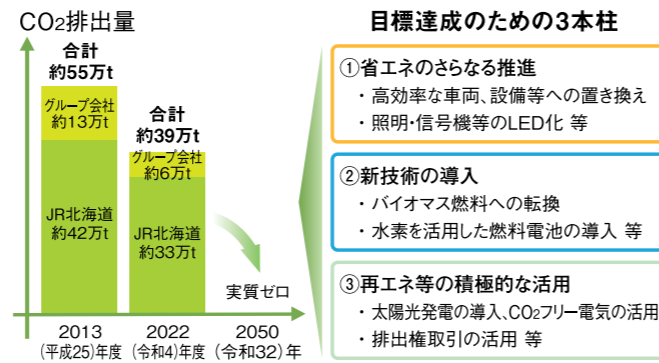 CO2排出量
合計
約55万t
グループ会社
約13万t
JR北海道
約42万t
合計
約39万t
グループ会社
約6万t
JR北海道
約33万t
実質ゼロ
2013
(平成25)年度
2022
(令和4)年度
2050
(令和32)年
目標達成のための3本柱
①省エネのさらなる推進
・高効率な車両、設備等への置き換え
・照明・信号機等のLED化 等
②新技術の導入
・バイオマス燃料への転換
・水素を活用した燃料電池の導入 等
③再エネ等の積極的な活用
・太陽光発電の導入、CO2フリー電気の活用
・排出権取引の活用 等